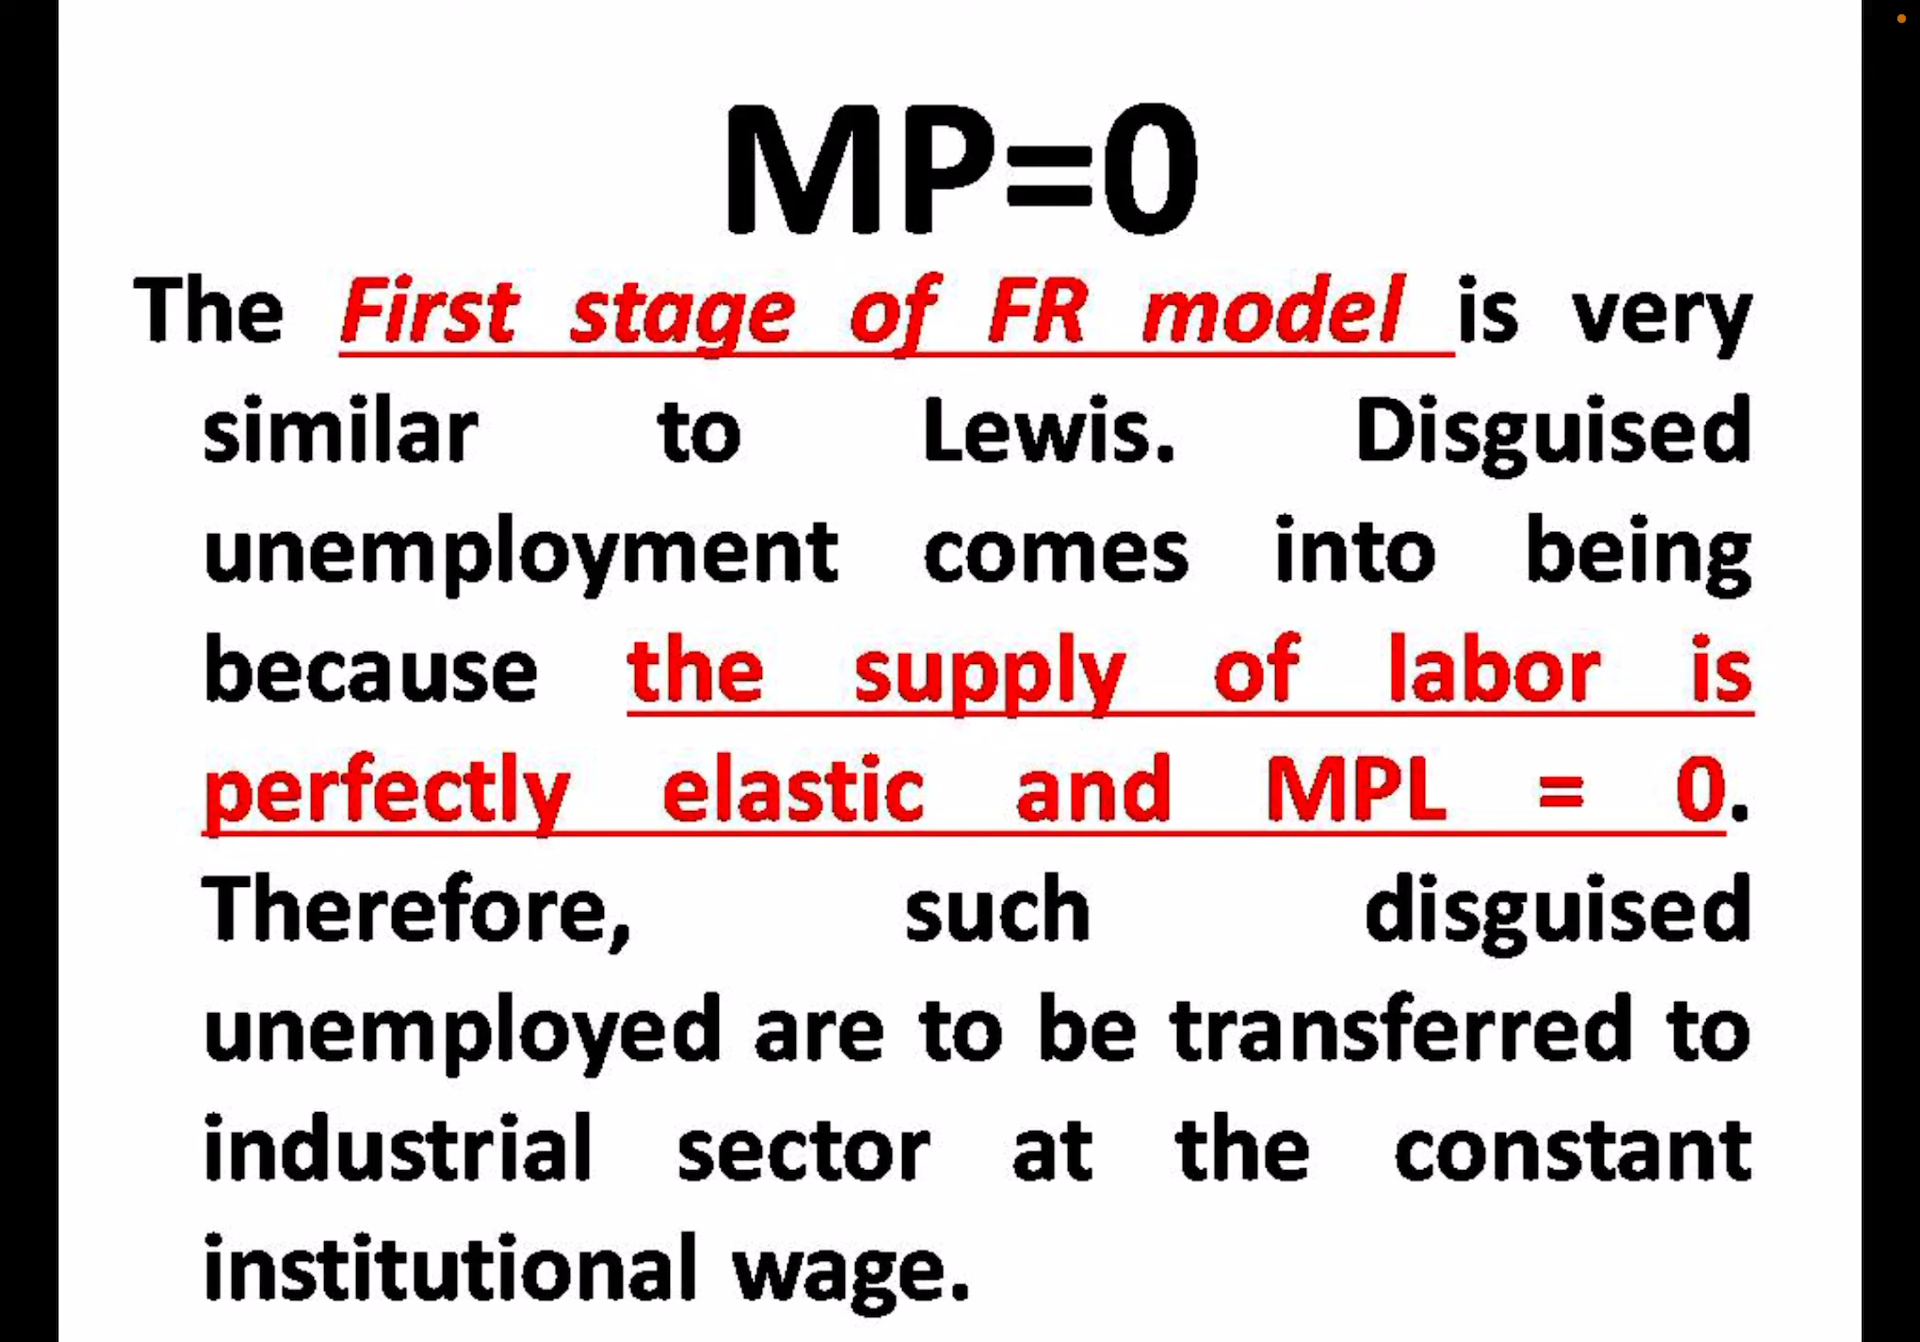 MP=0
The First stage of FR model is very
similar to Lewis. Disguised
unemployment comes into being
because the supply of labor is
perfectly elastic and MPL = 0.
Therefore, such disguised
unemployed are to be transferred to
industrial sector at the constant
institutional wage.